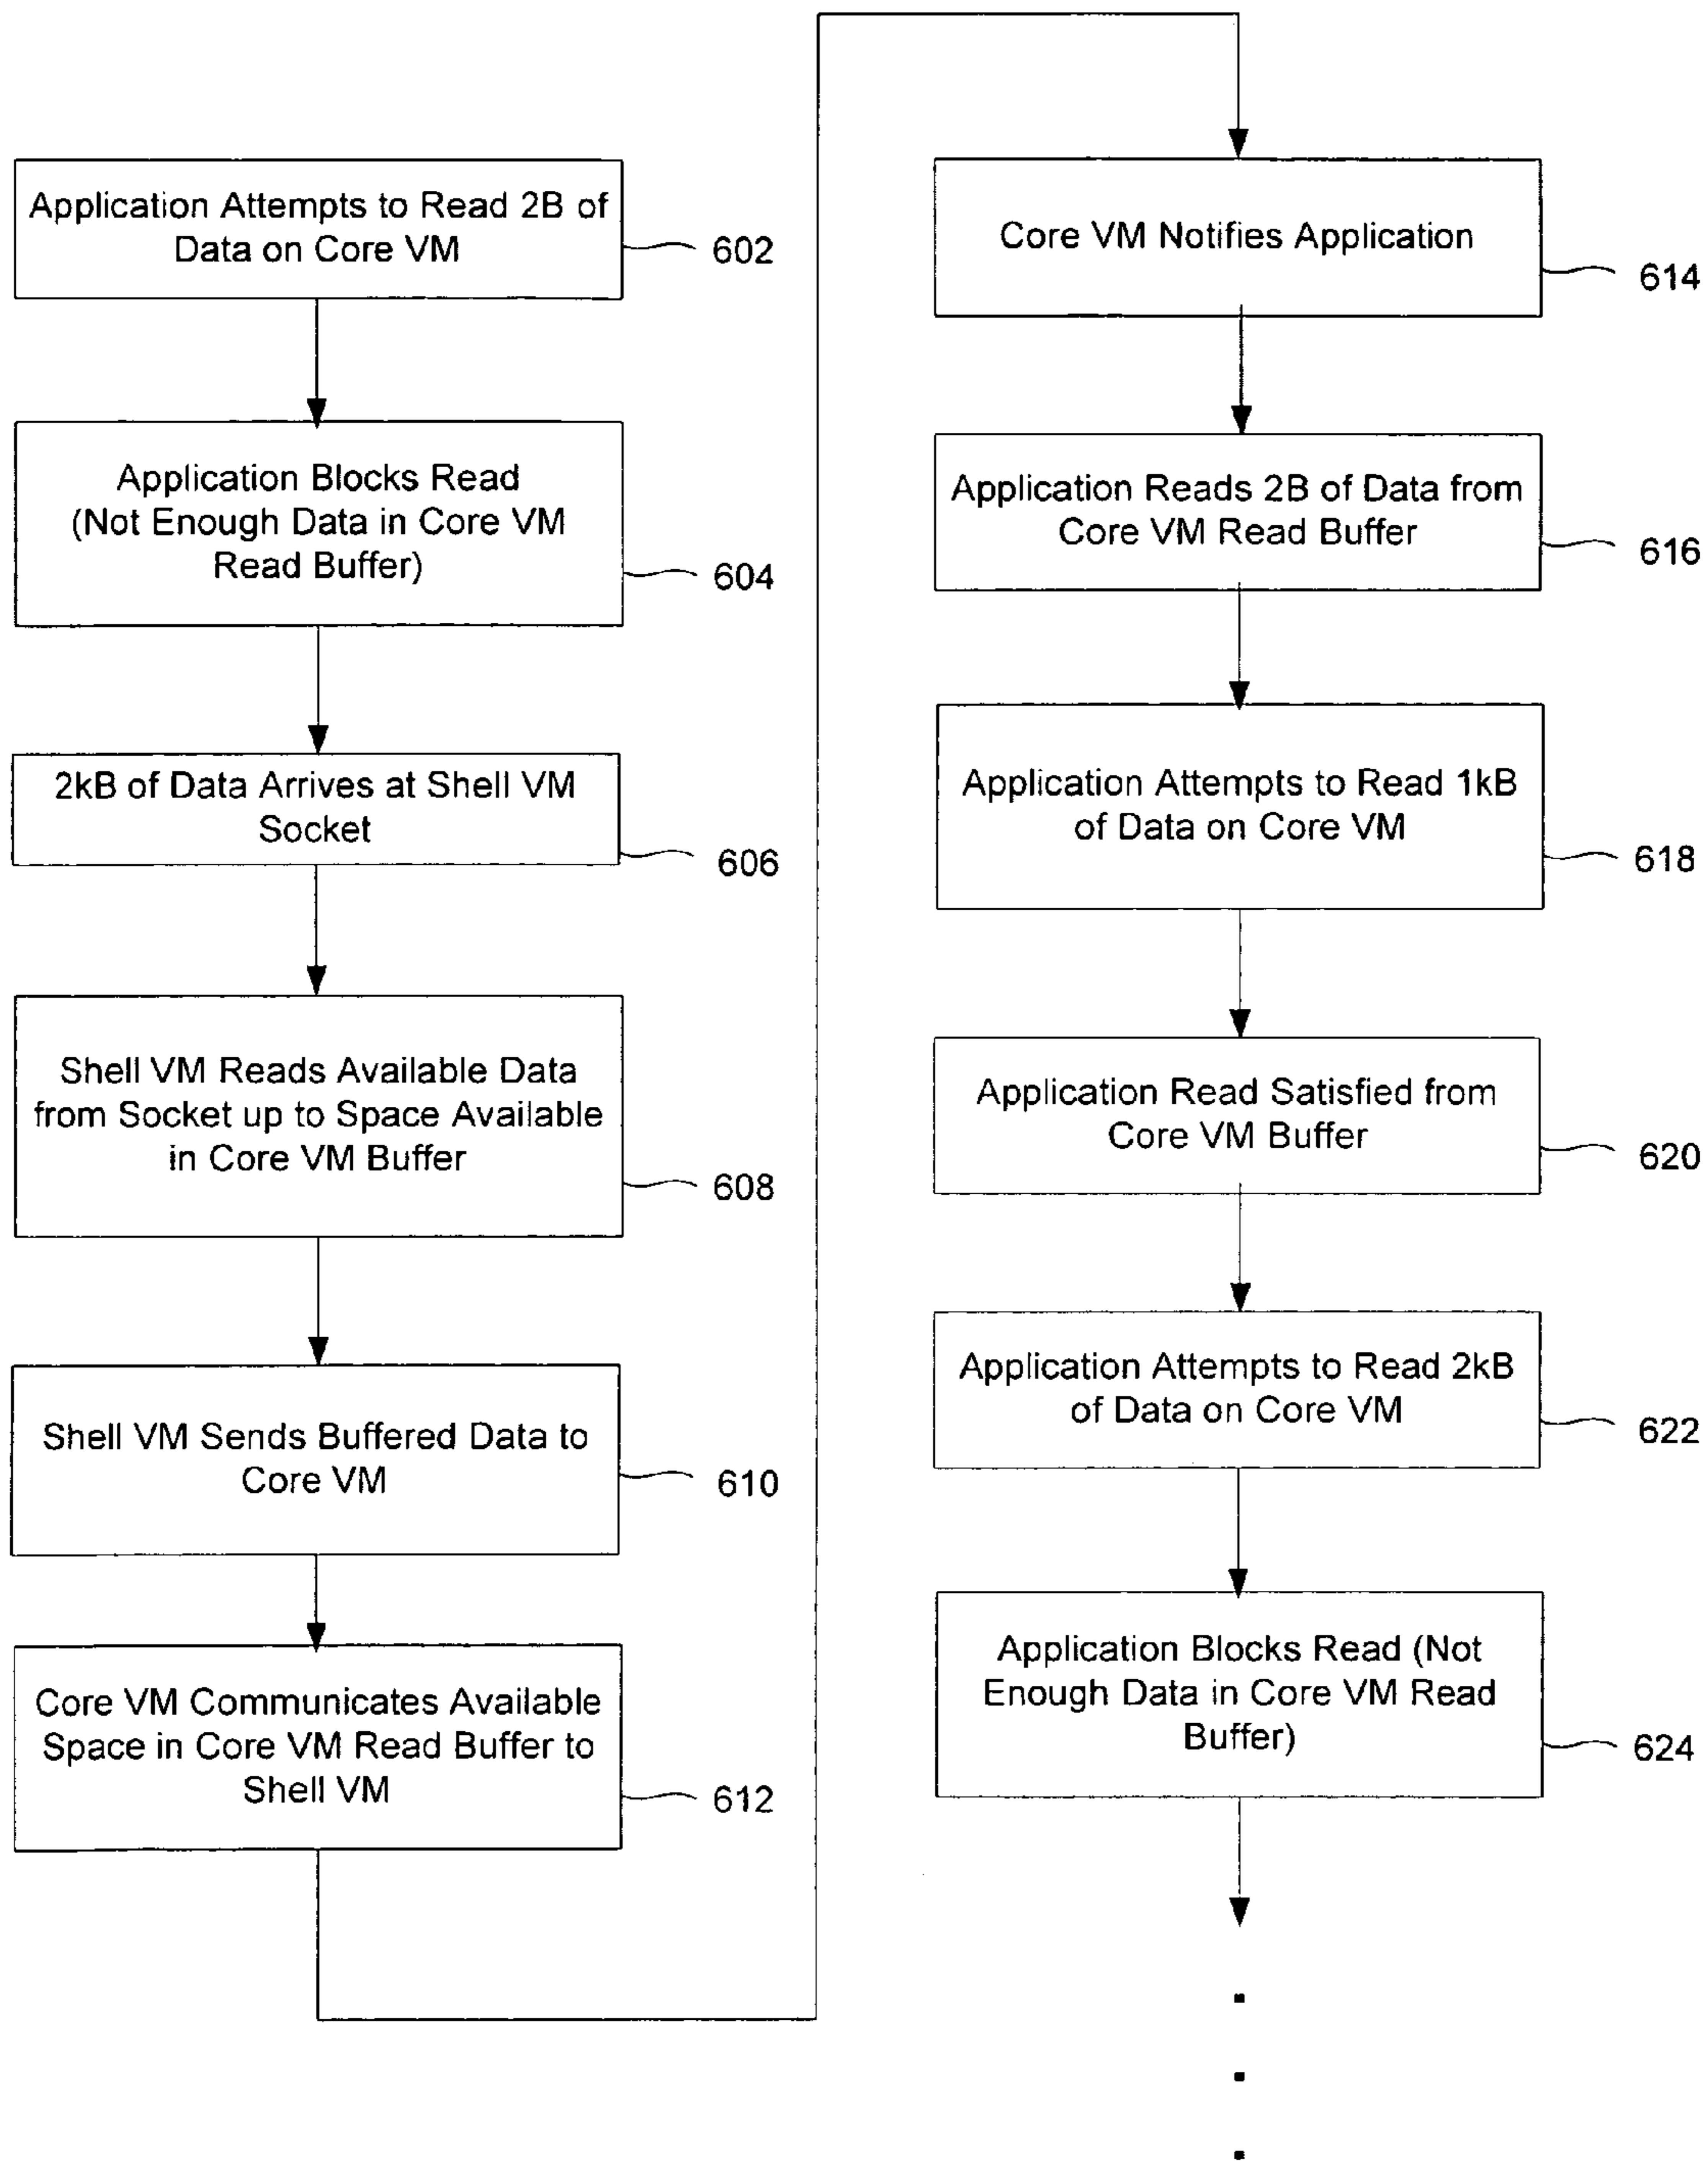 Application Attempts to Read 2B of
Data on Core VM
602
Application Blocks Read
(Not Enough Data in Core VM
Read Buffer)
604
2kB of Data Arrives at Shell VM
Socket
606
Shell VM Reads Available Data
from Socket up to Space Available
in Core VM Buffer
608
Shell VM Sends Buffered Data to
Core VM
610
Core VM Communicates Available
Space in Core VM Read Buffer to
Shell VM
612
Core VM Notifies Application
614
Application Reads 2B of Data from
Core VM Read Buffer
616
Application Attempts to Read 1kB
of Data on Core VM
618
Application Read Satisfied from
Core VM Buffer
620
Application Attempts to Read 2kB
of Data on Core VM
622
Application Blocks Read (Not
Enough Data in Core VM Read
Buffer)
624